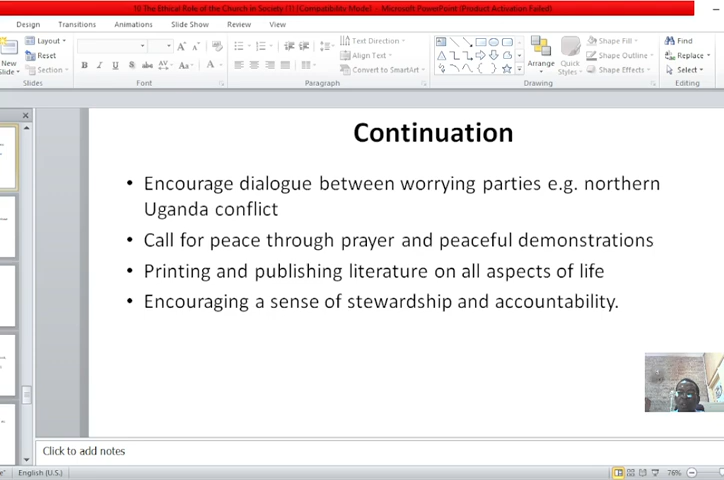 10 The Ethical Role of the Church in Society (1) [Compatibility Mode] - Microsoft PowerPoint (Product Activation Failed)
Design Transitions Animations Slide Show Review View
Layout
Reset
Section
New
Slide
Slides
B I U S abc AV Aa A
Font
Text Direction
Align Text
Convert to SmartArt
Paragraph
Arrange
Quick
Styles
Shape Fill
Shape Outline
Shape Effects
Drawing
Find
Replace
Select
Editing
Continuation
• Encourage dialogue between worrying parties e.g. northern
Uganda conflict
• Call for peace through prayer and peaceful demonstrations
• Printing and publishing literature on all aspects of life
• Encouraging a sense of stewardship and accountability.
Click to add notes
English (U.S.)
76%